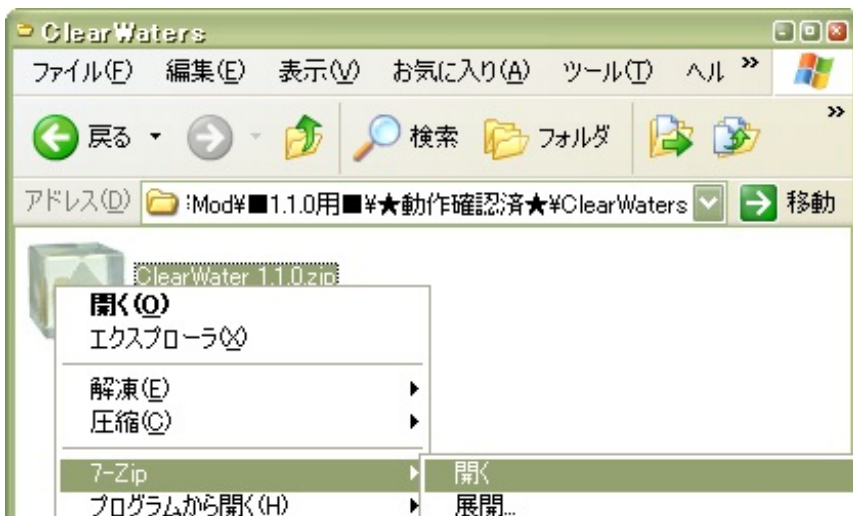 ClearWaters
ファイル(F) 編集(E) 表示(V) お気に入り(A) ツール(T) ヘル »
戻る 検索 フォルダ »
アドレス(D) :Mod¥■1.1.0用■¥★動作確認済★¥ClearWaters 移動
ClearWater 1.1.0.zip
開く(O)
エクスプローラ(X)
解凍(E)
圧縮(C)
7-Zip 開く
プログラムから開く(H) 展開...